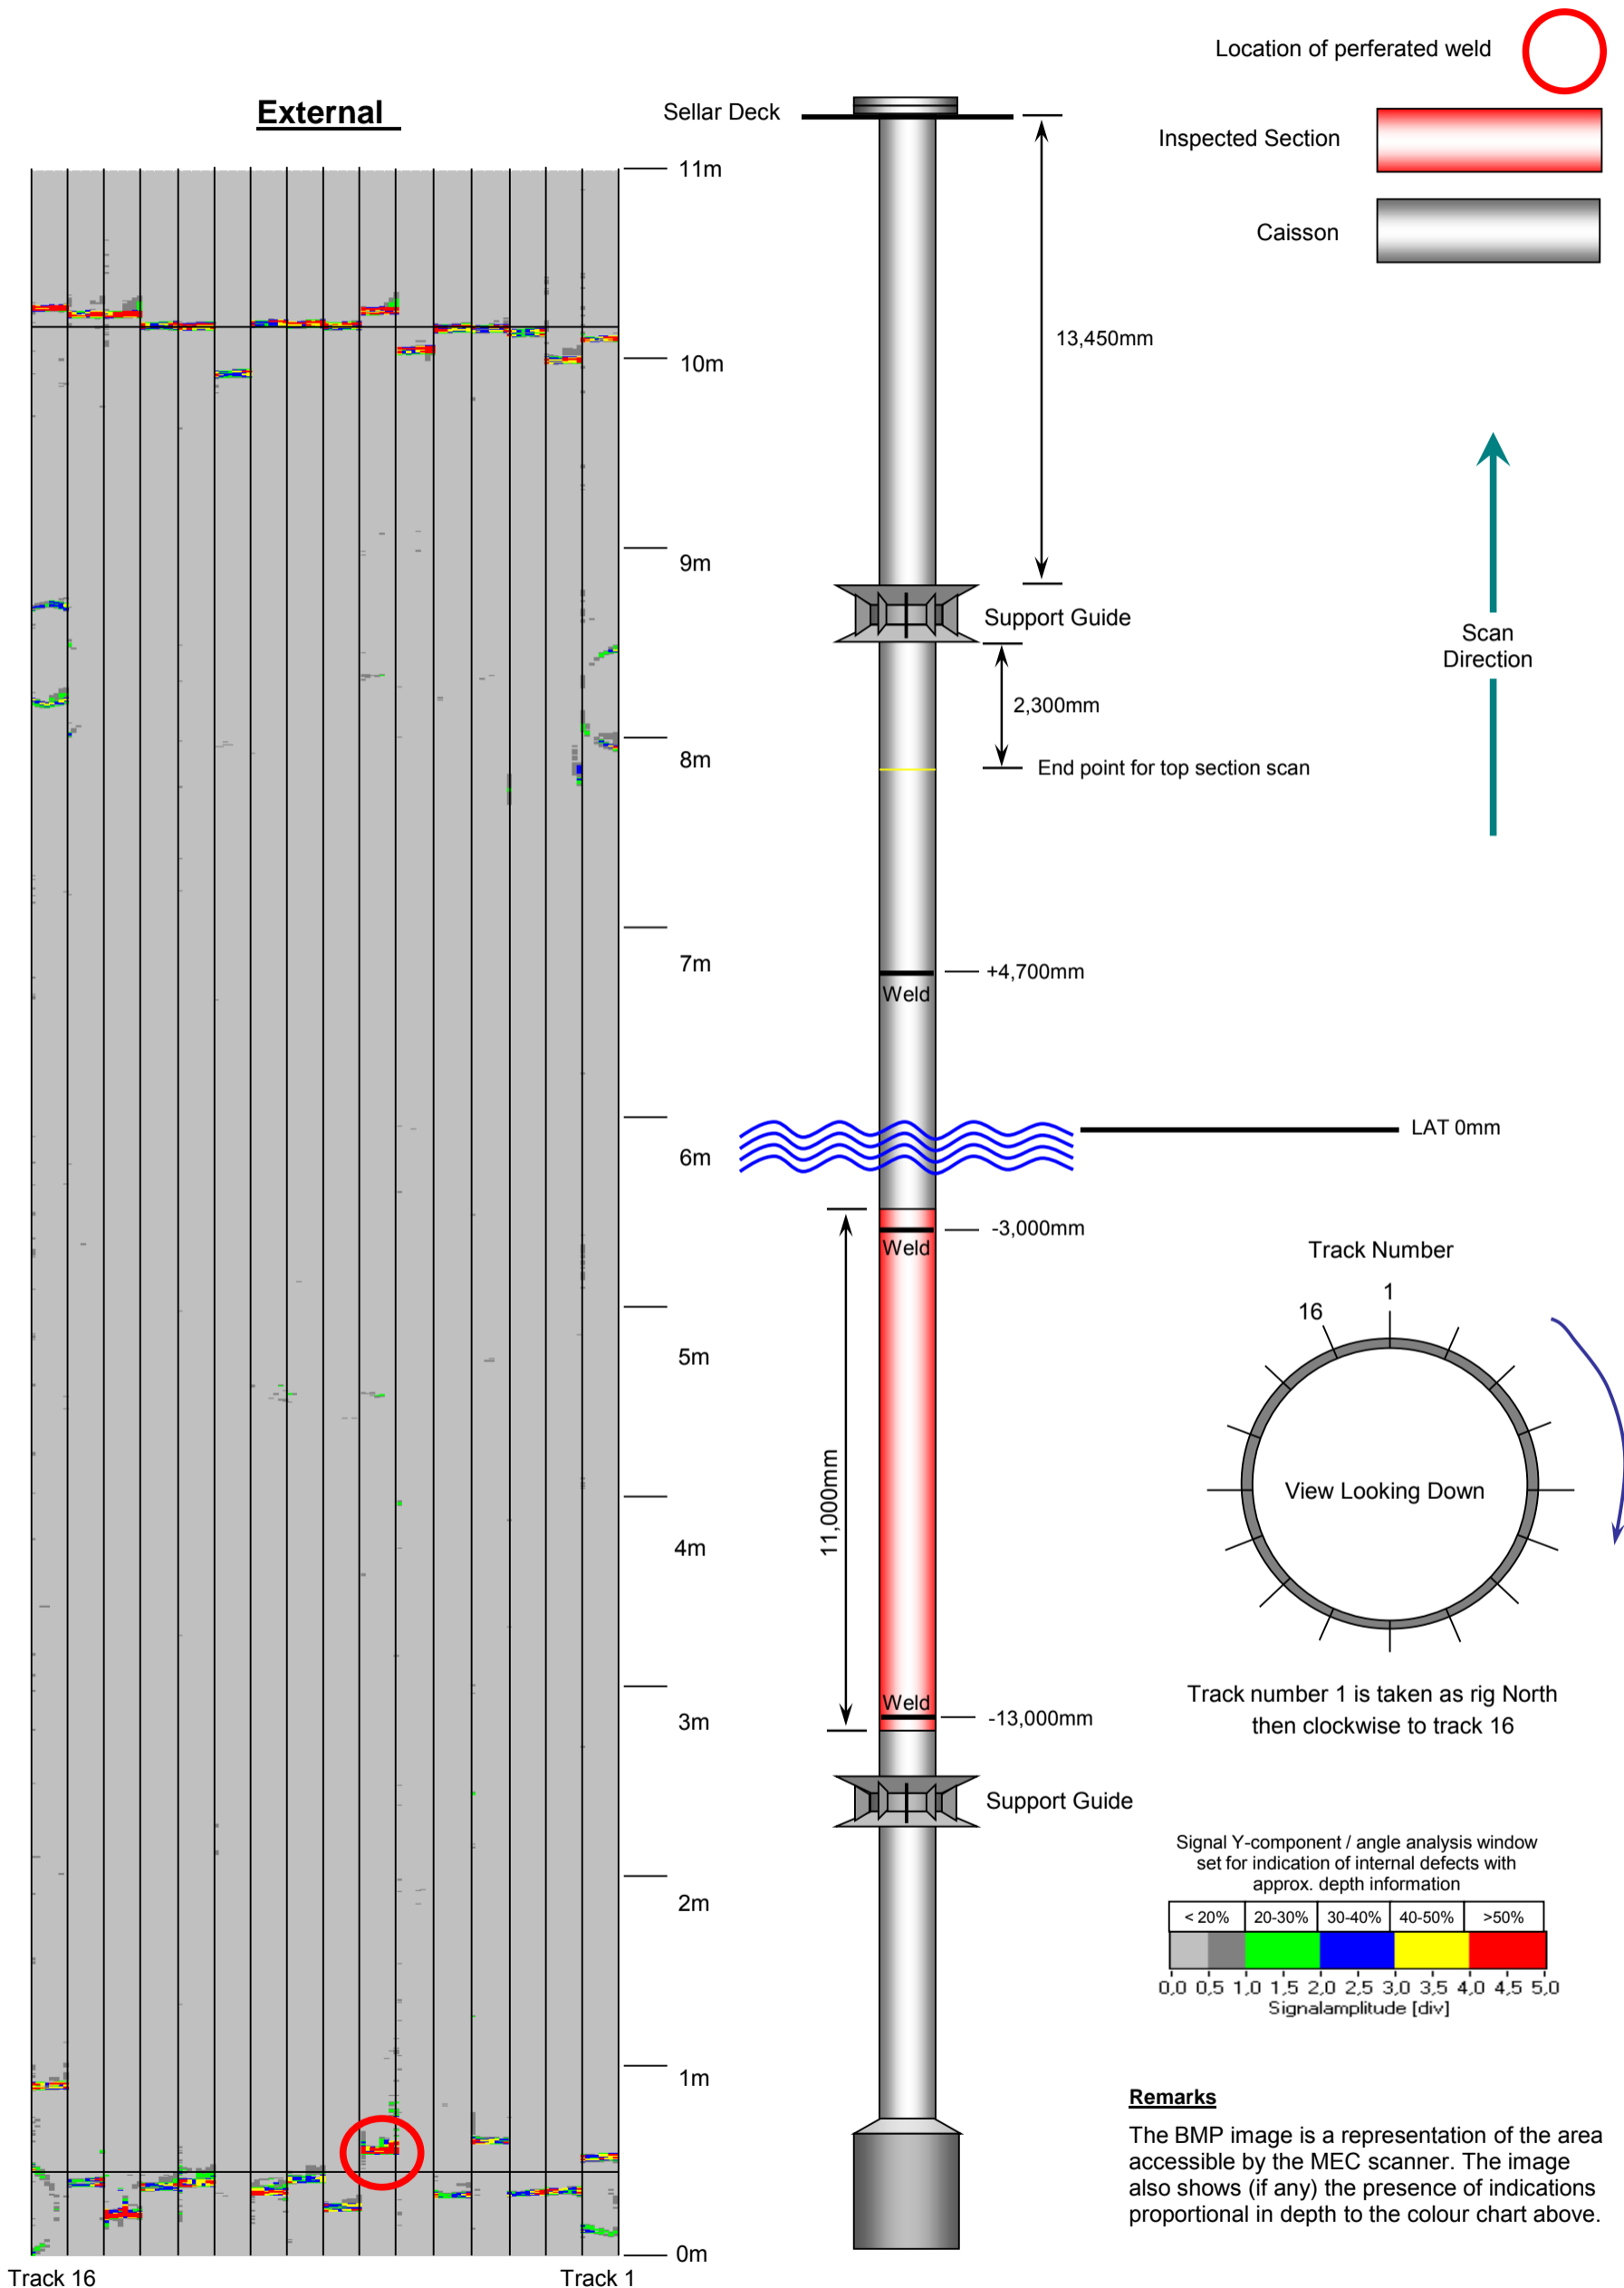 Location of perferated weld
External
Sellar Deck
Inspected Section
Caisson
11m
10m
9m
8m
7m
6m
5m
4m
3m
2m
1m
0m
Track 16
Track 1
13,450mm
Support Guide
2,300mm
End point for top section scan
Scan
Direction
+4,700mm
Weld
LAT 0mm
-3,000mm
Weld
11,000mm
Weld
-13,000mm
Support Guide
Track Number
1
16
View Looking Down
Track number 1 is taken as rig North
then clockwise to track 16
Signal Y-component / angle analysis window
set for indication of internal defects with
approx. depth information
< 20% 20-30% 30-40% 40-50% >50%
0,0 0,5 1,0 1,5 2,0 2,5 3,0 3,5 4,0 4,5 5,0
Signalamplitude [div]
Remarks
The BMP image is a representation of the area
accessible by the MEC scanner. The image
also shows (if any) the presence of indications
proportional in depth to the colour chart above.